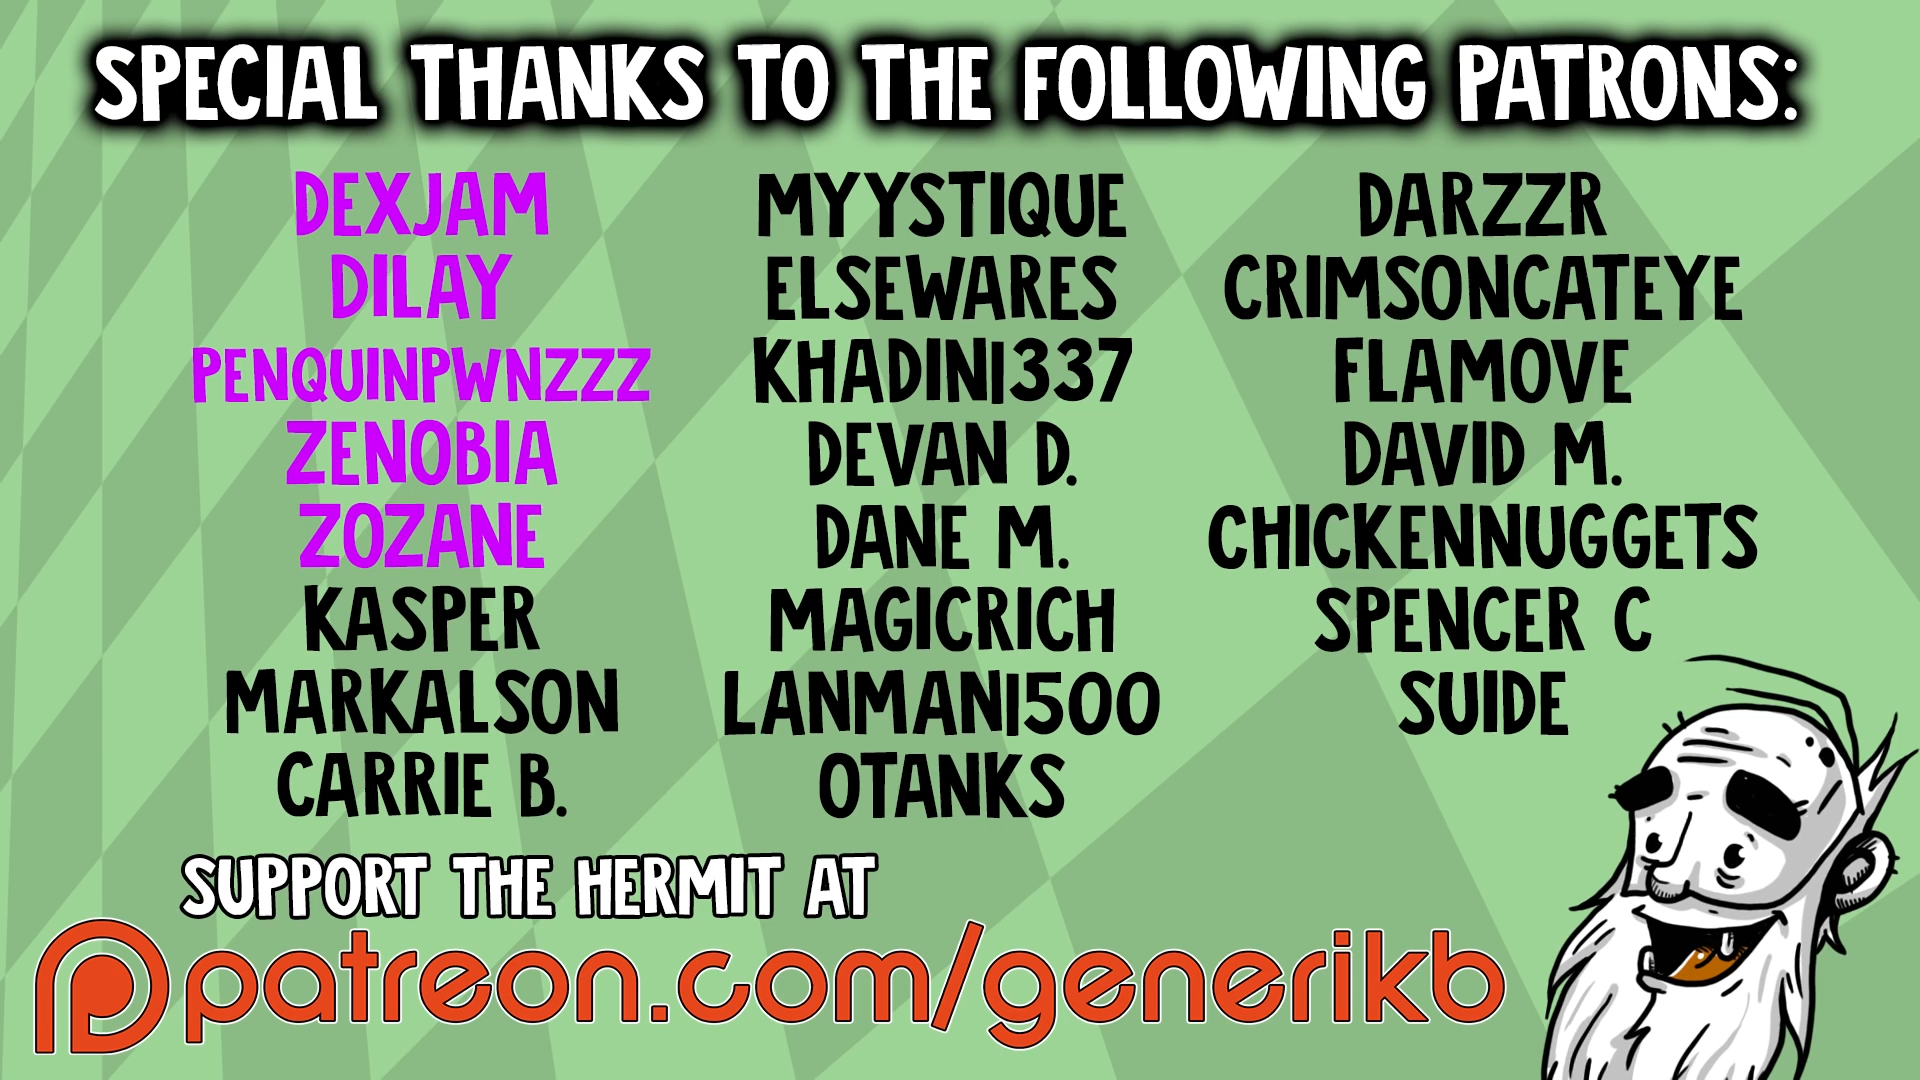 SPECIAL THANKS TO THE FOLLOWING PATRONS:
DEXJAM
DILAY
PENQUINPWNZZZ
ZENOBIA
ZOZANE
KASPER
MARKALSON
CARRIE B.
MYYSTIQUE
ELSEWARES
KHADIN1337
DEVAN D.
DANE M.
MAGICRICH
LANMAN1500
OTANKS
DARZZR
CRIMSONCATEYE
FLAMOVE
DAVID M.
CHICKENNUGGETS
SPENCER C
SUIDE
SUPPORT THE HERMIT AT
patreon.com/generikb